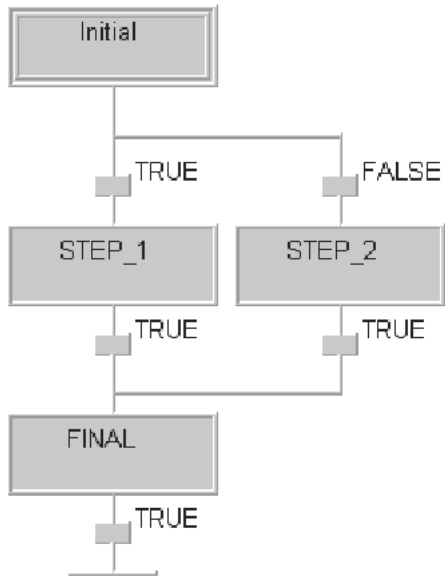 Initial
TRUE
FALSE
STEP_1
STEP_2
TRUE
TRUE
FINAL
TRUE